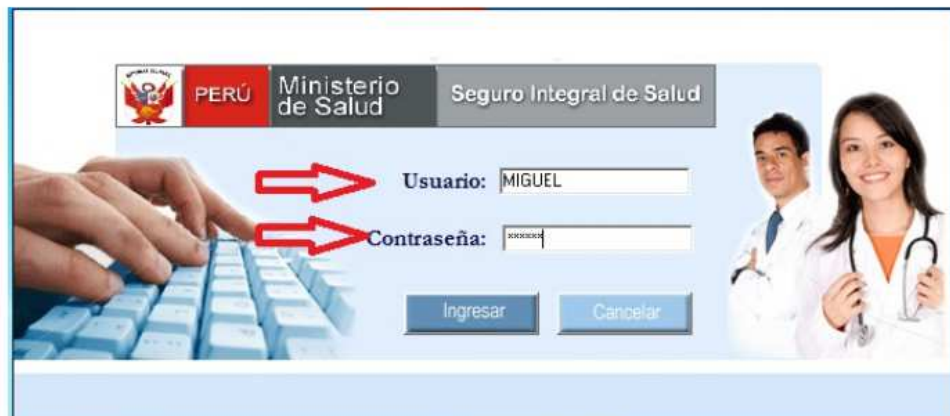 PERÚ
Ministerio
de Salud
Seguro Integral de Salud
Usuario: MIGUEL
Contraseña: ******
Ingresar Cancelar